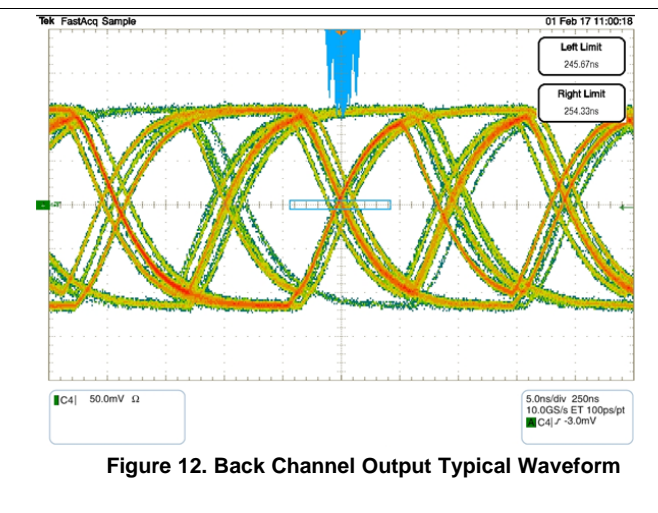 Tek FastAcq Sample 01 Feb 17 11:00:18
Left Limit
245.67ns
Right Limit
254.33ns
C4 50.0mV Ω
5.0ns/div 250ns
10.0GS/s ET 100ps/pt
A C4 -3.0mV
Figure 12. Back Channel Output Typical Waveform